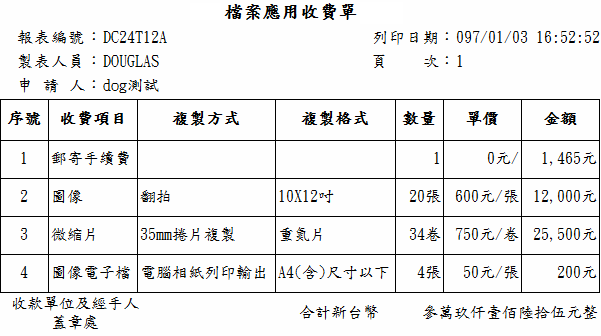 檔案應用收費單
報表編號：DC24T12A 列印日期：097/01/03 16:52:52
製表人員：DOUGLAS 頁 次：1
申 請 人：dog測試
序號 收費項目 複製方式 複製格式 數量 單價 金額
1 郵寄手續費 1 0元/ 1,465元
2 圖像 翻拍 10X12吋 20張 600元/張 12,000元
3 微縮片 35mm捲片複製 重氮片 34卷 750元/卷 25,500元
4 圖像電子檔 電腦相紙列印輸出 A4(含)尺寸以下 4張 50元/張 200元
收款單位及經手人
蓋章處 合計新台幣 參萬玖仟壹佰陸拾伍元整